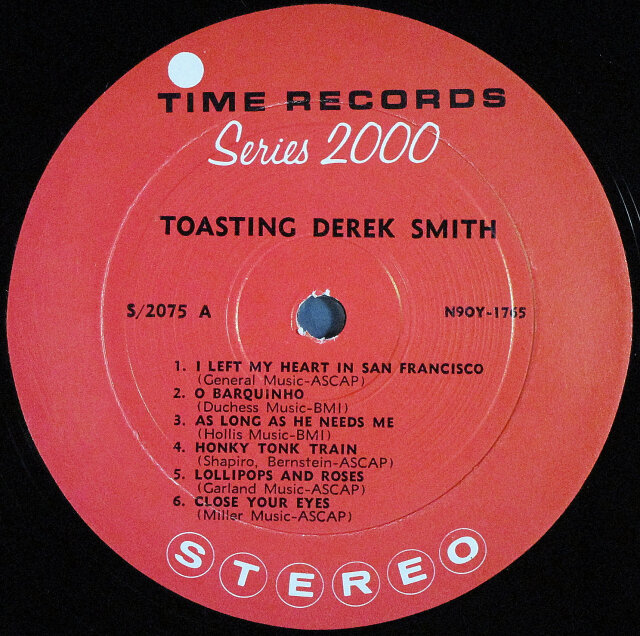 TIME RECORDS
Series 2000
TOASTING DEREK SMITH
S/2075 A
N9OY-1765
1. I LEFT MY HEART IN SAN FRANCISCO
(General Music-ASCAP)
2. O BARQUINHO
(Duchess Music-BMI)
3. AS LONG AS HE NEEDS ME
(Hollis Music-BMI)
4. HONKY TONK TRAIN
(Shapiro, Bernstein-ASCAP)
5. LOLLIPOPS AND ROSES
(Garland Music-ASCAP)
6. CLOSE YOUR EYES
(Miller Music-ASCAP)
STEREO